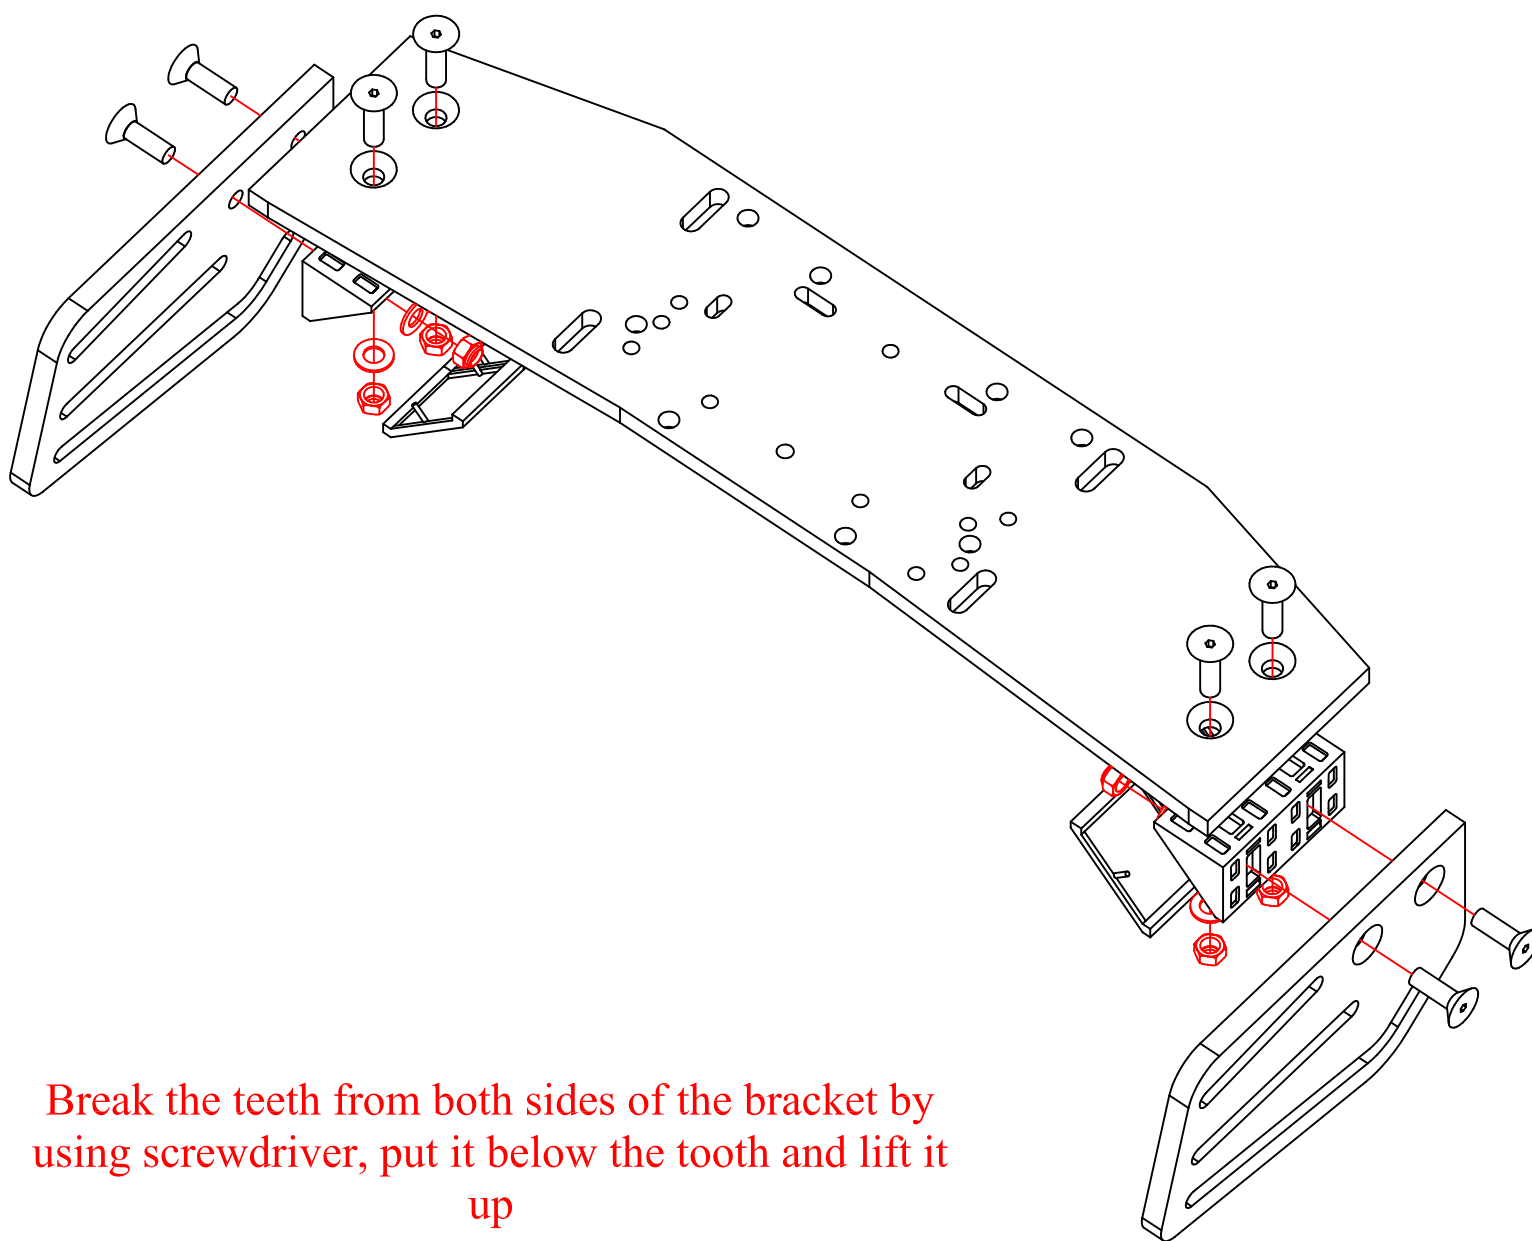 Break the teeth from both sides of the bracket by
using screwdriver, put it below the tooth and lift it
up